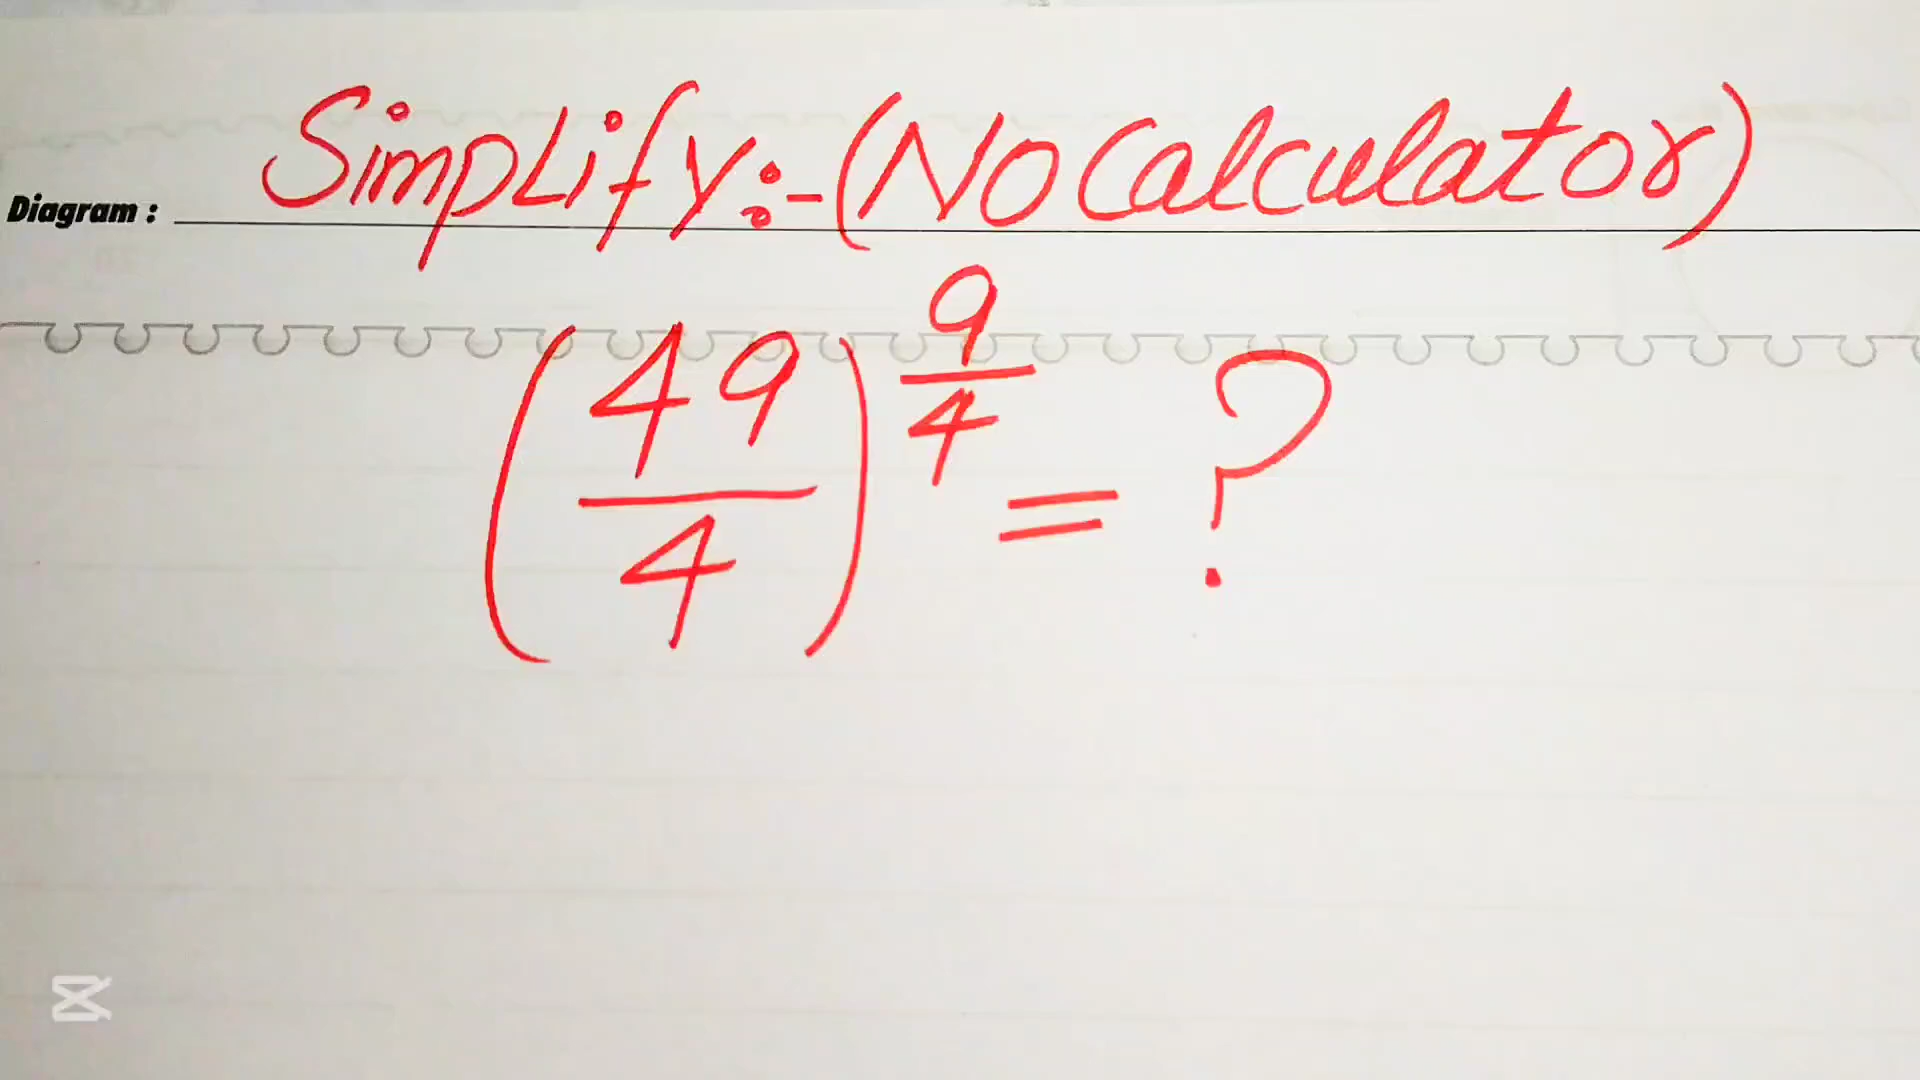 SimpLify:-(No Calculator)
Diagram :
(49/4)^9/4 = ?